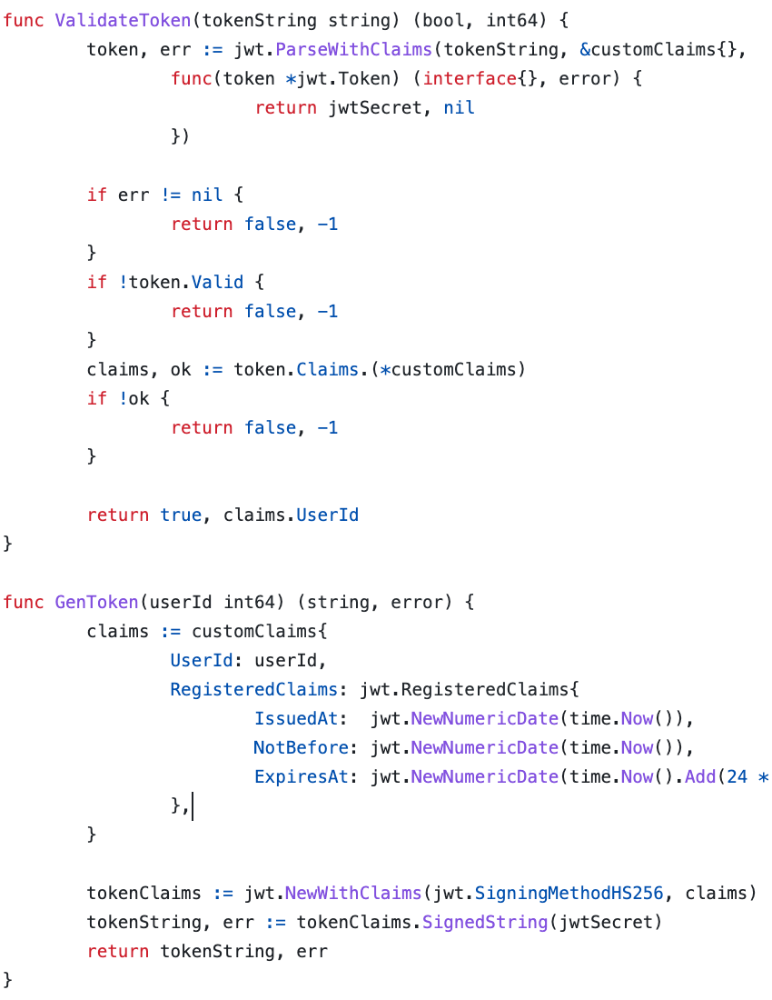 func ValidateToken(tokenString string) (bool, int64) {
        token, err := jwt.ParseWithClaims(tokenString, &customClaims{},
                func(token *jwt.Token) (interface{}, error) {
                        return jwtSecret, nil
                })

        if err != nil {
                return false, -1
        }
        if !token.Valid {
                return false, -1
        }
        claims, ok := token.Claims.(*customClaims)
        if !ok {
                return false, -1
        }

        return true, claims.UserId
}

func GenToken(userId int64) (string, error) {
        claims := customClaims{
                UserId: userId,
                RegisteredClaims: jwt.RegisteredClaims{
                        IssuedAt:  jwt.NewNumericDate(time.Now()),
                        NotBefore: jwt.NewNumericDate(time.Now()),
                        ExpiresAt: jwt.NewNumericDate(time.Now().Add(24 *
                },
        }

        tokenClaims := jwt.NewWithClaims(jwt.SigningMethodHS256, claims)
        tokenString, err := tokenClaims.SignedString(jwtSecret)
        return tokenString, err
}